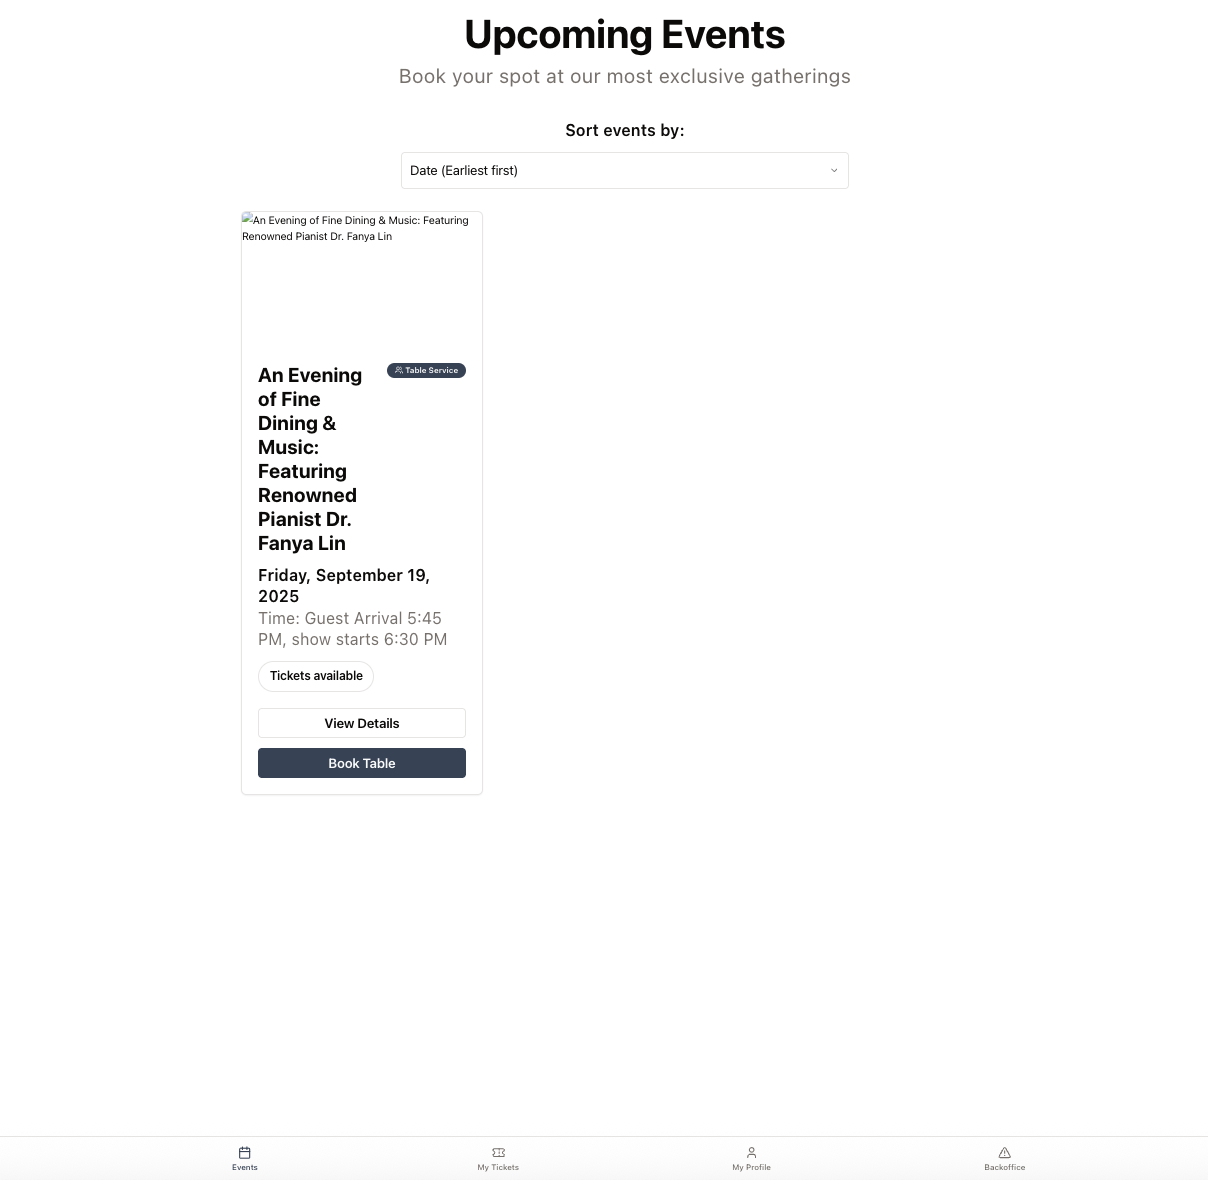 Upcoming Events
Book your spot at our most exclusive gatherings
Sort events by:
Date (Earliest first)
An Evening of Fine Dining & Music: Featuring
Renowned Pianist Dr. Fanya Lin
An Evening
of Fine
Dining &
Music:
Featuring
Renowned
Pianist Dr.
Fanya Lin
Table Service
Friday, September 19,
2025
Time: Guest Arrival 5:45
PM, show starts 6:30 PM
Tickets available
View Details
Book Table
Events
My Tickets
My Profile
Backoffice